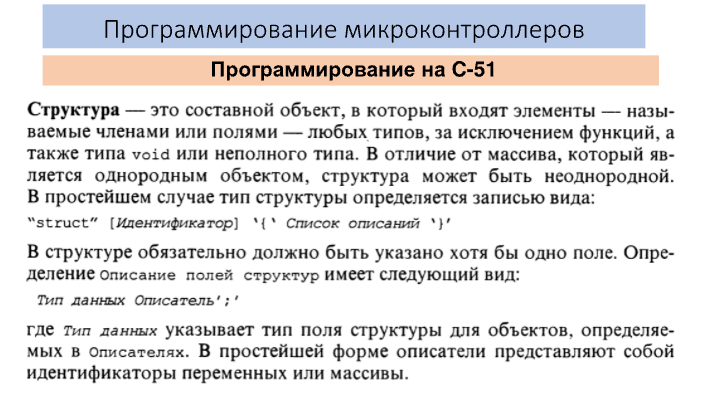 Программирование микроконтроллеров
Программирование на С-51
Структура — это составной объект, в который входят элементы — назы-
ваемые членами или полями — любых типов, за исключением функций, а
также типа void или неполного типа. В отличие от массива, который яв-
ляется однородным объектом, структура может быть неоднородной.
В простейшем случае тип структуры определяется записью вида:
“struct” [Идентификатор] ‘{‘ Список описаний ‘}’
В структуре обязательно должно быть указано хотя бы одно поле. Опре-
деление Описание полей структур имеет следующий вид:
Тип данных Описатель’;’
где Тип данных указывает тип поля структуры для объектов, определяе-
мых в Описателях. В простейшей форме описатели представляют собой
идентификаторы переменных или массивы.